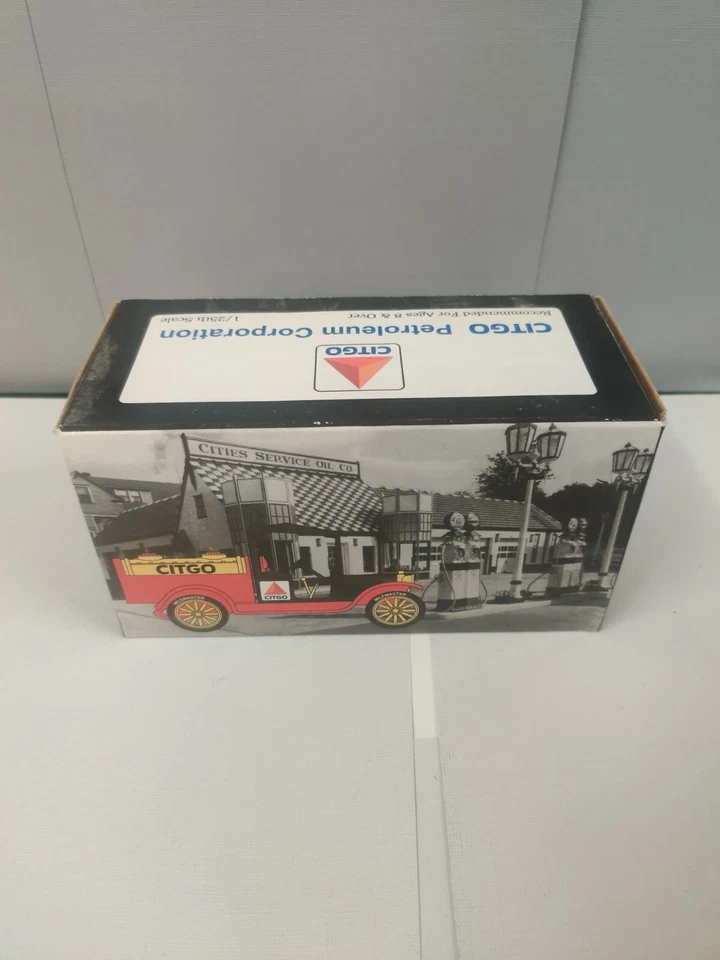 CITGO Petroleum Corporation
Recommended For Ages 8 & Over
1/25th Scale
CITGO
CITIES SERVICE OIL CO
CITGO
CITGO